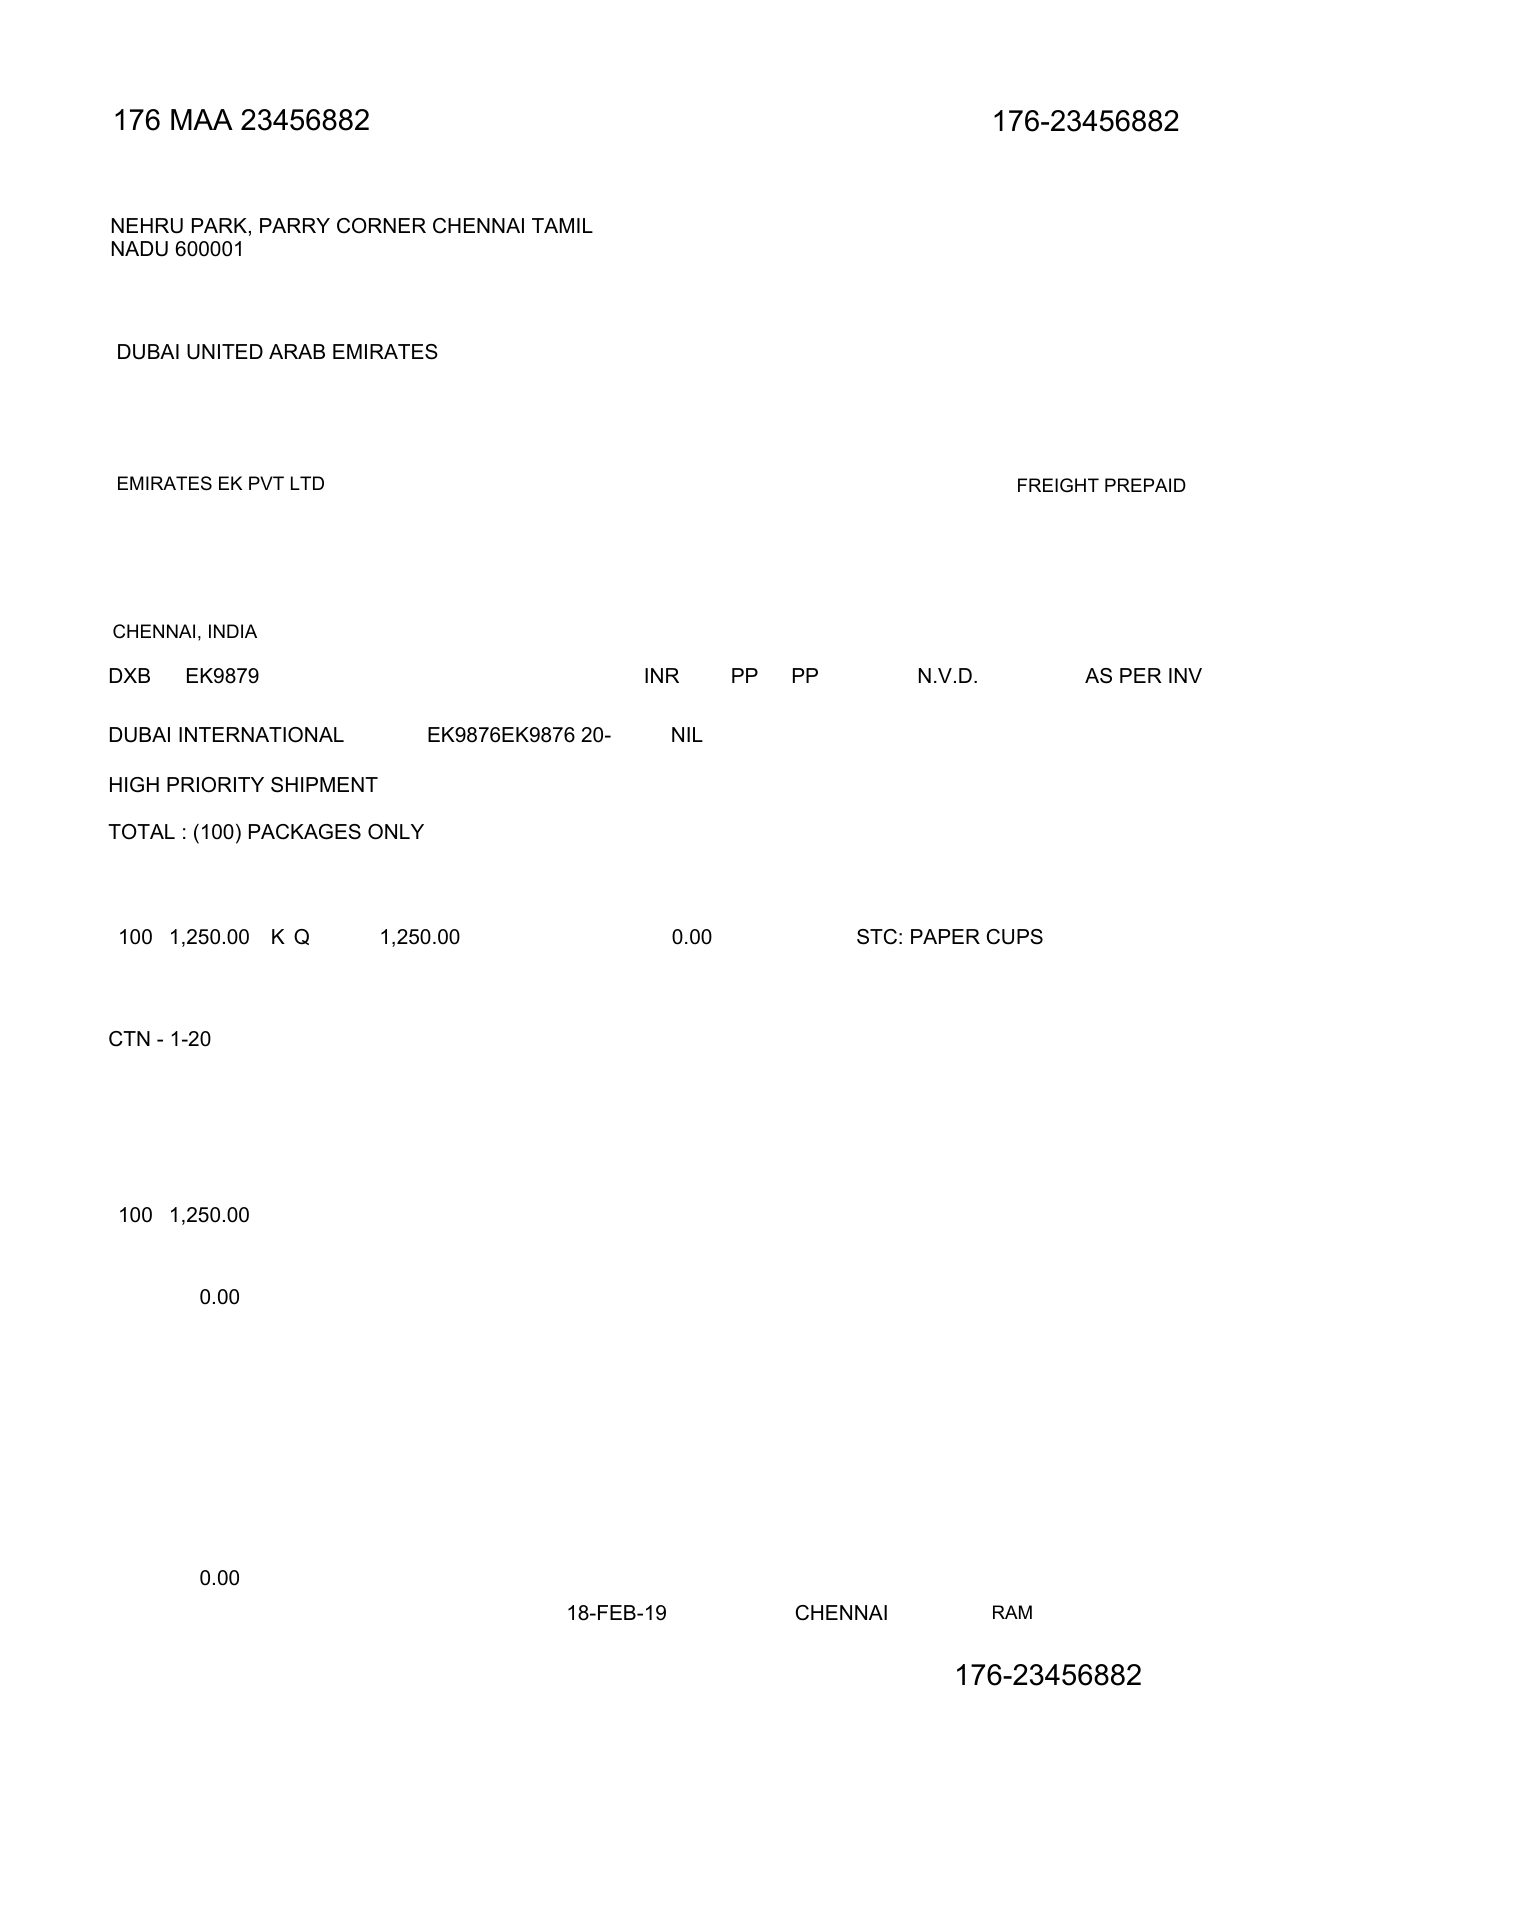 176 MAA 23456882 176-23456882
NEHRU PARK, PARRY CORNER CHENNAI TAMIL
NADU 600001
DUBAI UNITED ARAB EMIRATES
EMIRATES EK PVT LTD FREIGHT PREPAID
CHENNAI, INDIA
DXB EK9879 INR PP PP N.V.D. AS PER INV
DUBAI INTERNATIONAL EK9876EK9876 20- NIL
HIGH PRIORITY SHIPMENT
TOTAL : (100) PACKAGES ONLY
100 1,250.00 K Q 1,250.00 0.00 STC: PAPER CUPS
CTN - 1-20
100 1,250.00
0.00
0.00
18-FEB-19 CHENNAI RAM
176-23456882